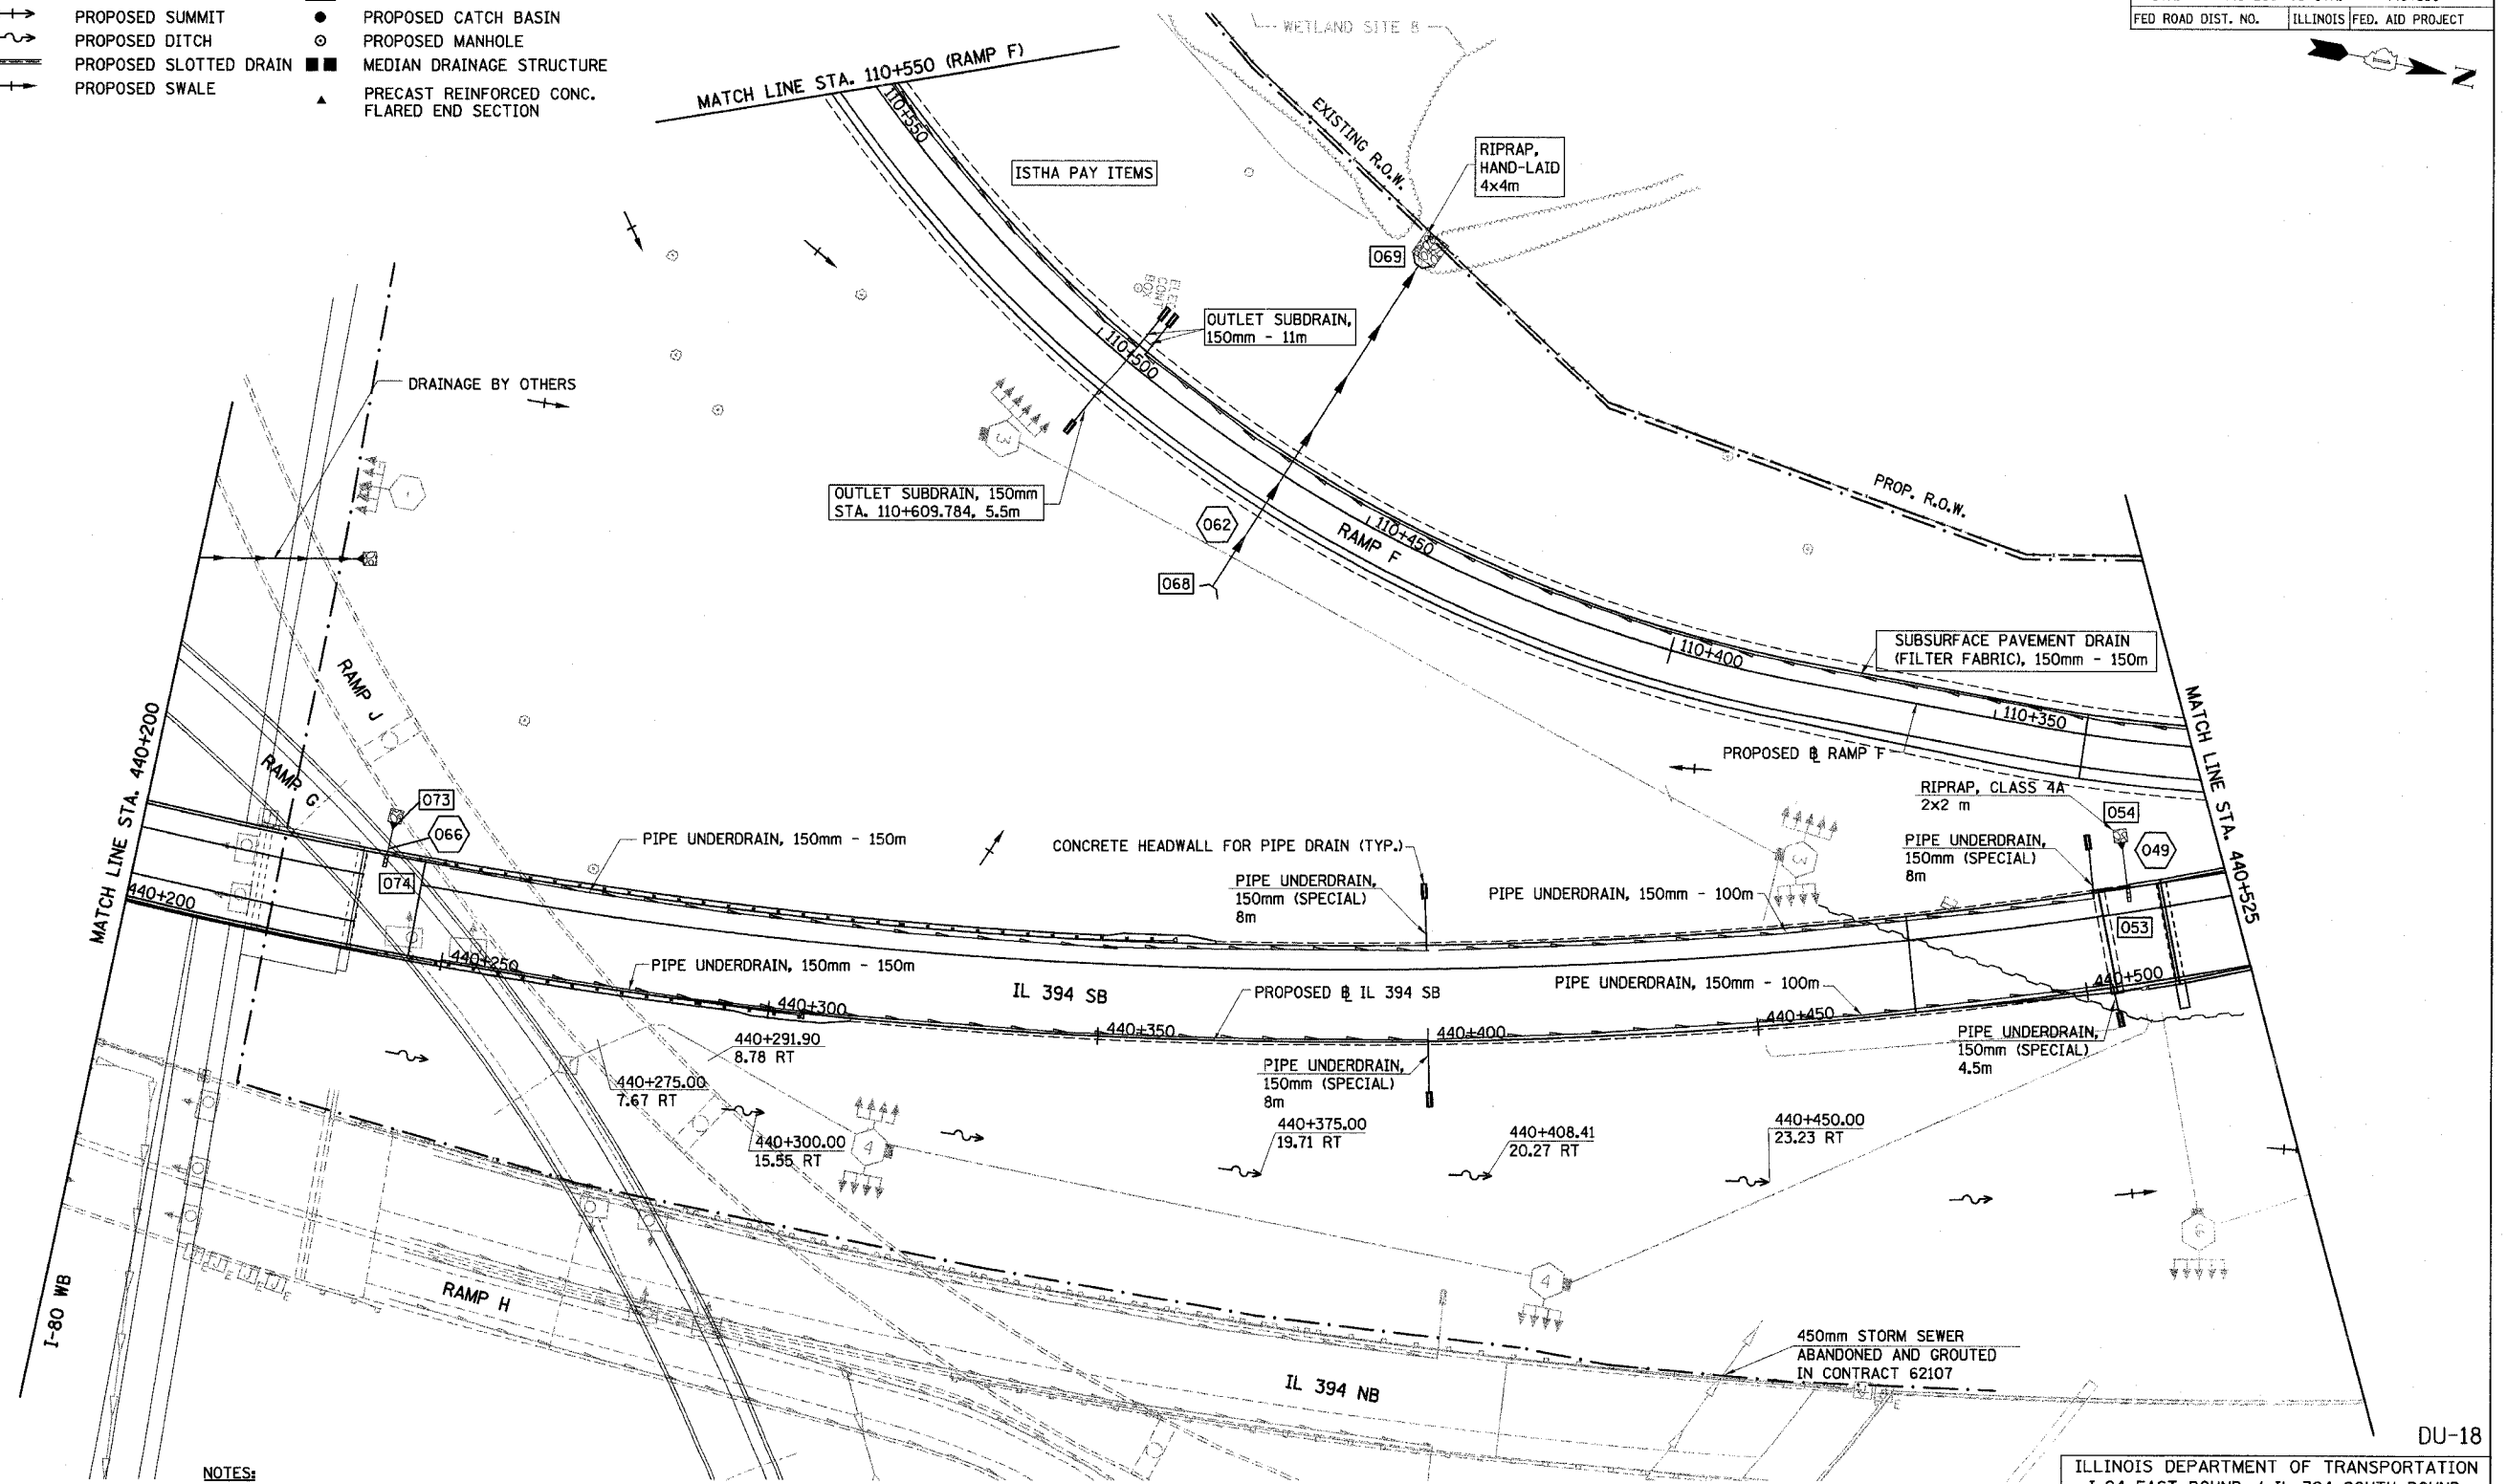 PROPOSED SUMMIT
PROPOSED DITCH
PROPOSED SLOTTED DRAIN
PROPOSED SWALE
PROPOSED CATCH BASIN
PROPOSED MANHOLE
MEDIAN DRAINAGE STRUCTURE
PRECAST REINFORCED CONC.
FLARED END SECTION
FED ROAD DIST. NO.
ILLINOIS
FED. AID PROJECT
N
WETLAND SITE B
MATCH LINE STA. 110+550 (RAMP F)
110+550
EXISTING R.O.W.
RIPRAP,
HAND-LAID
4x4m
ISTHA PAY ITEMS
069
ELEC
CONT
BOX
OUTLET SUBDRAIN,
150mm - 11m
110+500
DRAINAGE BY OTHERS
3
OUTLET SUBDRAIN, 150mm
STA. 110+609.784, 5.5m
062
110+450
RAMP F
PROP. R.O.W.
1
068
SUBSURFACE PAVEMENT DRAIN
(FILTER FABRIC), 150mm - 150m
110+400
110+350
RAMP J
MATCH LINE STA. 440+200
MATCH LINE STA. 440+525
PROPOSED ℄ RAMP F
RAMP G
RIPRAP, CLASS 4A
2x2 m
073
054
066
PIPE UNDERDRAIN, 150mm - 150m
CONCRETE HEADWALL FOR PIPE DRAIN (TYP.)
3
PIPE UNDERDRAIN,
150mm (SPECIAL)
8m
049
074
PIPE UNDERDRAIN,
150mm (SPECIAL)
8m
PIPE UNDERDRAIN, 150mm - 100m
440+200
053
440+250
PIPE UNDERDRAIN, 150mm - 150m
IL 394 SB
PROPOSED ℄ IL 394 SB
PIPE UNDERDRAIN, 150mm - 100m
440+500
440+300
440+350
440+400
440+450
440+291.90
8.78 RT
PIPE UNDERDRAIN,
150mm (SPECIAL)
4.5m
440+275.00
7.67 RT
PIPE UNDERDRAIN,
150mm (SPECIAL)
8m
440+300.00
15.55 RT
4
440+375.00
19.71 RT
440+408.41
20.27 RT
440+450.00
23.23 RT
6
I-80 WB
RAMP H
4
450mm STORM SEWER
ABANDONED AND GROUTED
IN CONTRACT 62107
IL 394 NB
DU-18
NOTES:
ILLINOIS DEPARTMENT OF TRANSPORTATION